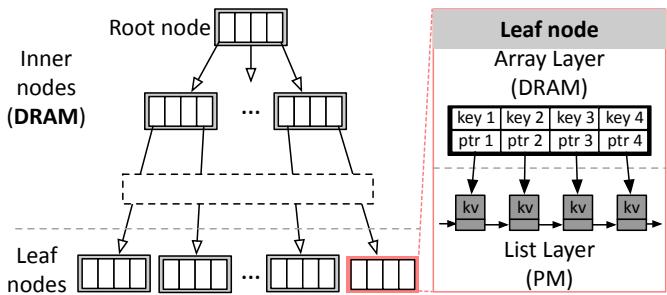 Root node
Inner
nodes
(DRAM)
...
...
Leaf
nodes
Leaf node
Array Layer
(DRAM)
key 1 key 2 key 3 key 4
ptr 1 ptr 2 ptr 3 ptr 4
kv kv kv kv
List Layer
(PM)